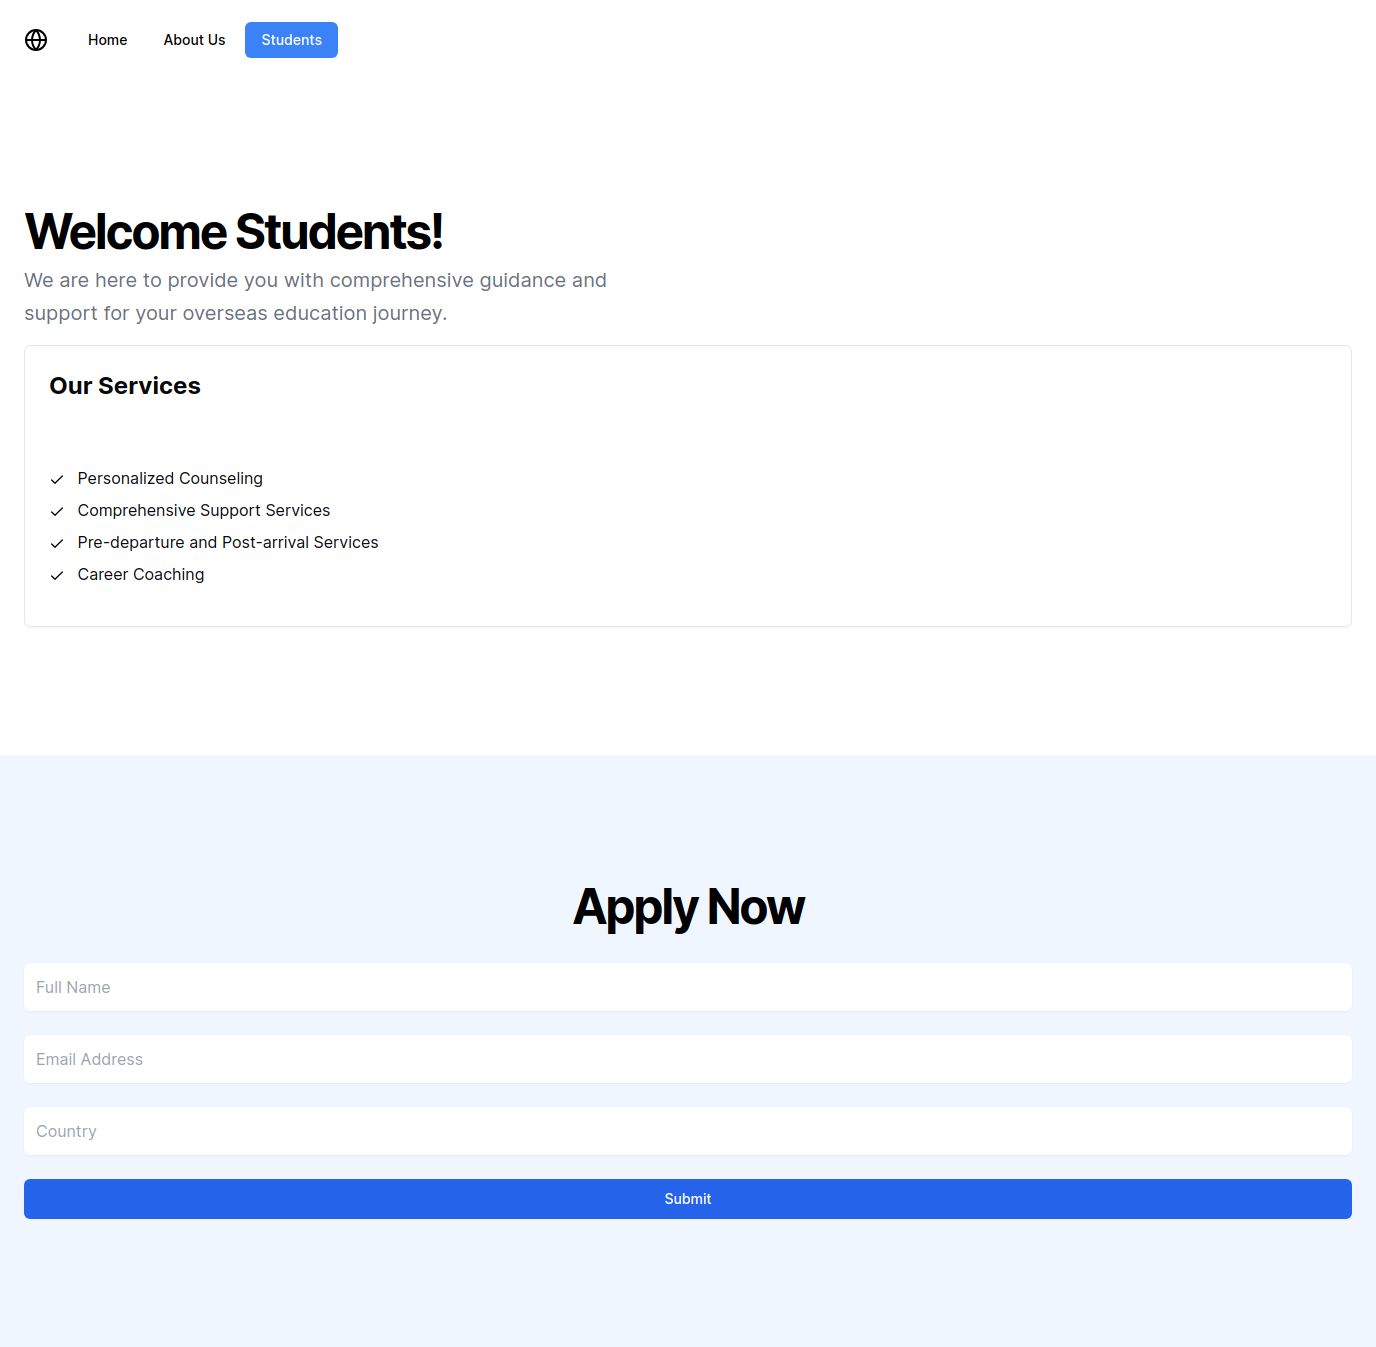 Home
About Us
Students
Welcome Students!
We are here to provide you with comprehensive guidance and
support for your overseas education journey.
Our Services
Personalized Counseling
Comprehensive Support Services
Pre-departure and Post-arrival Services
Career Coaching
Apply Now
Full Name
Email Address
Country
Submit